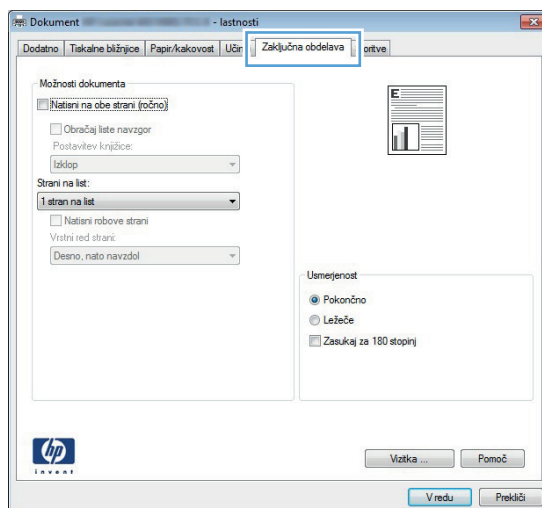 Dokument - lastnosti
Dodatno Tiskalne bližnjice Papir/kakovost Zaključna obdelava
Možnosti dokumenta
Natisni na obe strani (ročno)
Obračaj liste navzgor
Postavitev knjižice:
Izklop
Strani na list:
1 stran na list
Natisni robove strani
Vrstni red strani:
Desno, nato navzdol
E
Usmerjenost
Pokončno
Ležeče
Zasukaj za 180 stopinj
hp
invent
Vizitka ... Pomoč
V redu Prekliči